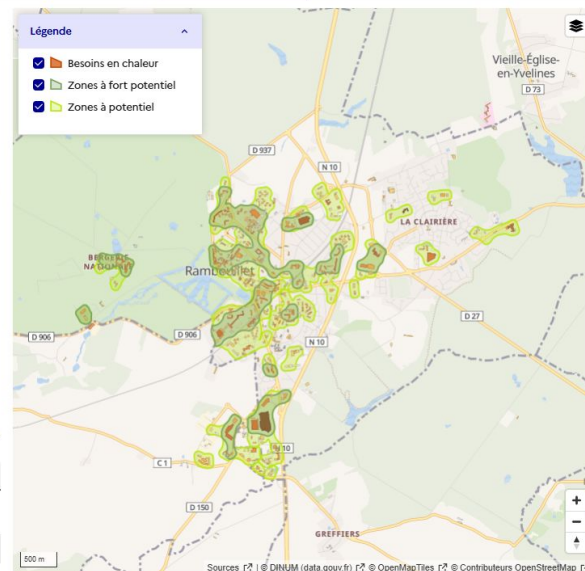 Légende
Besoins en chaleur
Zones à fort potentiel
Zones à potentiel
Vieille-Église-
en-Yvelines
D 73
D 937
N 10
LA CLAIRIÈRE
BERGERIE
NATIONALE
Rambouillet
D 27
D 906
D 906
N 10
C 1
N 10
D 150
GREFFIERS
500 m
Sources | © DINUM (data.gouv.fr) © OpenMapTiles © Contributeurs OpenStreetMap